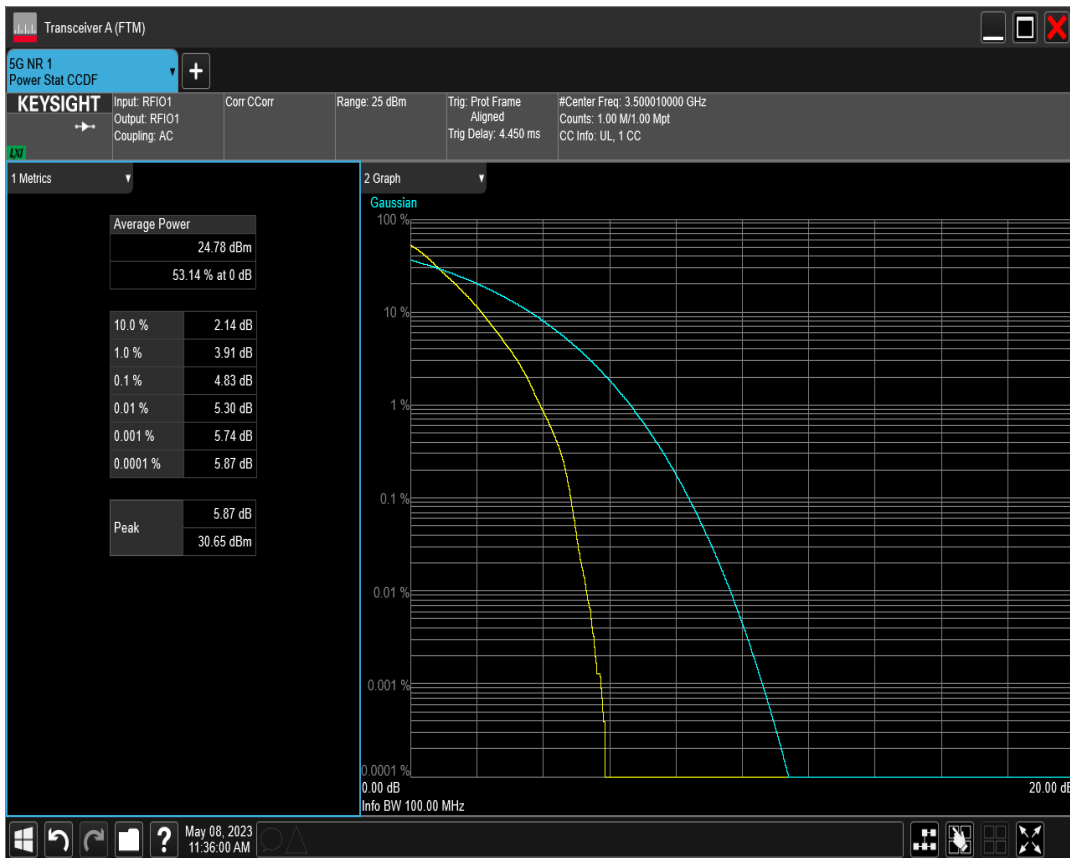 Transceiver A (FTM)
5G NR 1
Power Stat CCDF
+
KEYSIGHT
LXI
Input: RFIO1
Output: RFIO1
Coupling: AC
Corr CCorr
Range: 25 dBm
Trig: Prot Frame
Aligned
Trig Delay: 4.450 ms
#Center Freq: 3.500010000 GHz
Counts: 1.00 M/1.00 Mpt
CC Info: UL, 1 CC
1 Metrics
Average Power
24.78 dBm
53.14 % at 0 dB
10.0 % 2.14 dB
1.0 % 3.91 dB
0.1 % 4.83 dB
0.01 % 5.30 dB
0.001 % 5.74 dB
0.0001 % 5.87 dB
Peak
5.87 dB
30.65 dBm
2 Graph
Gaussian
100 %
10 %
1 %
0.1 %
0.01 %
0.001 %
0.0001 %
0.00 dB
20.00 dB
Info BW 100.00 MHz
?
May 08, 2023
11:36:00 AM